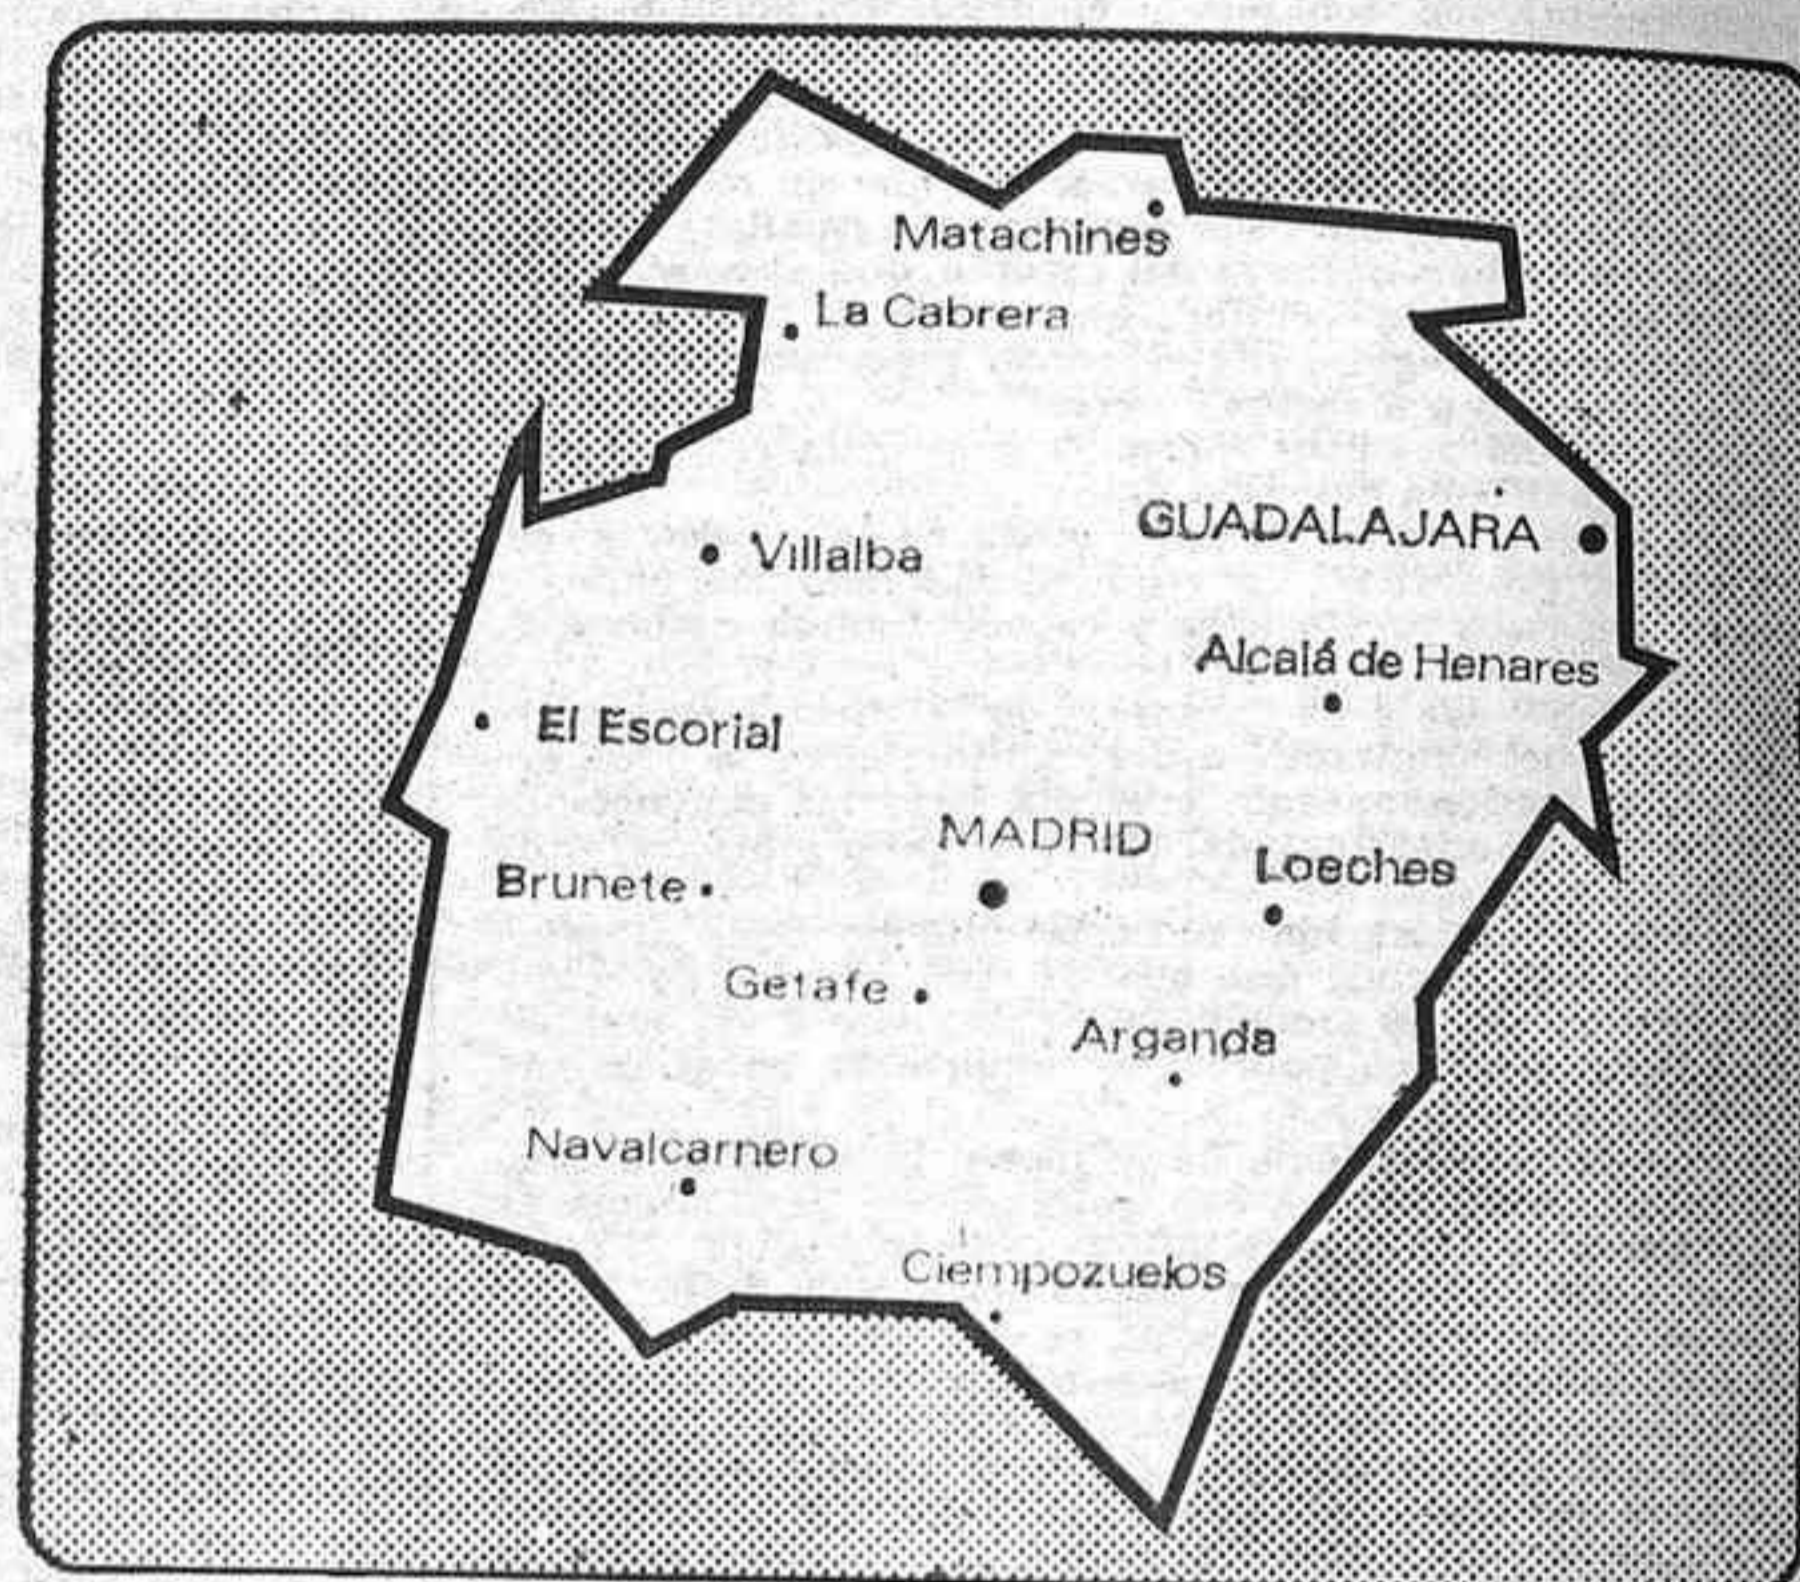 Matachines
La Cabrera
GUADALAJARA
Villalba
Alcalá de Henares
El Escorial
MADRID
Loeches
Brunete
Getafe
Arganda
Navalcarnero
Ciempozuelos